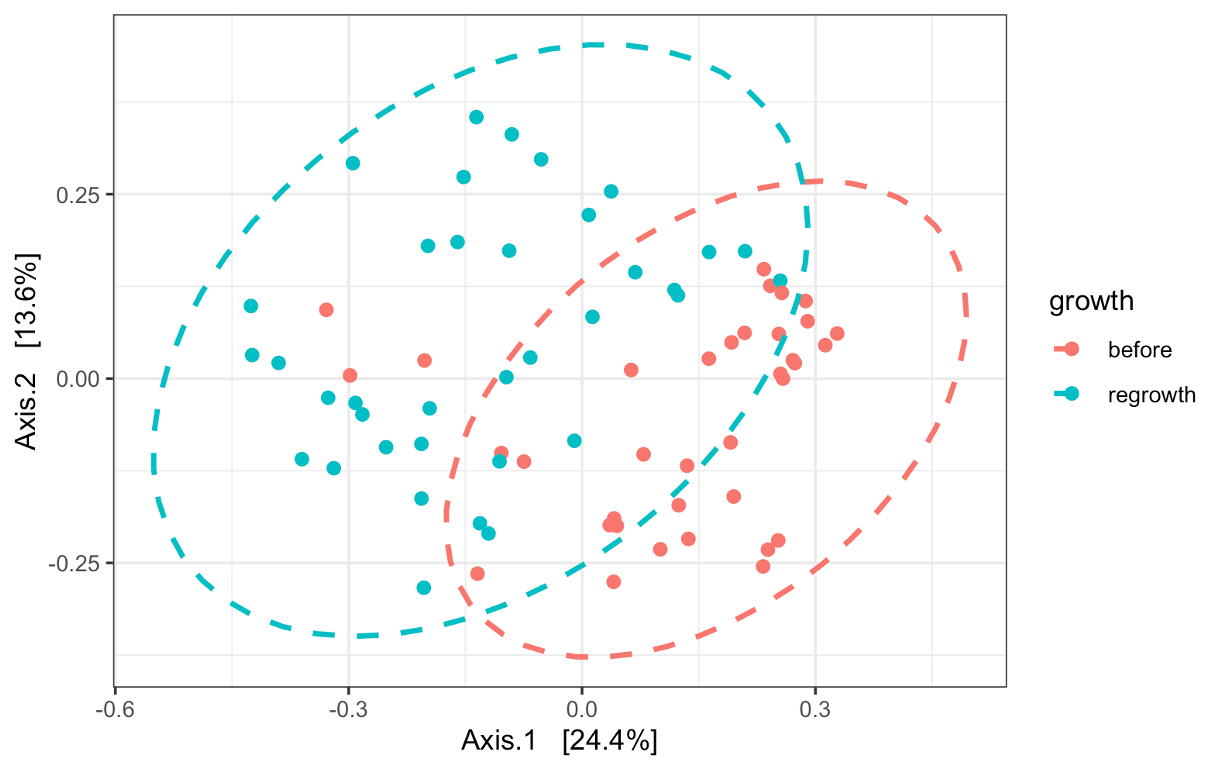 0.25
0.00
-0.25
Axis.2 [13.6%]
-0.6
-0.3
0.0
0.3
Axis.1 [24.4%]
growth
before
regrowth